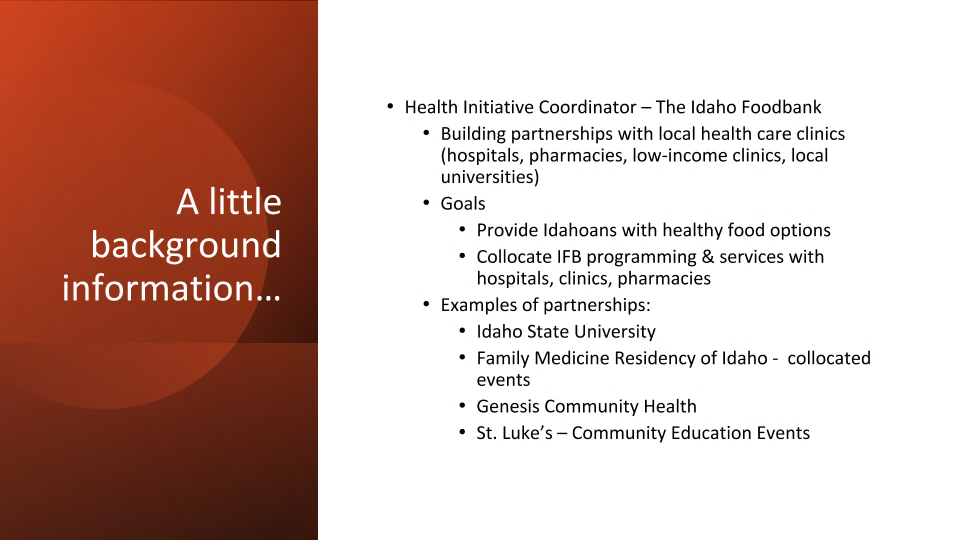 A little
background
information…
• Health Initiative Coordinator – The Idaho Foodbank
• Building partnerships with local health care clinics
(hospitals, pharmacies, low-income clinics, local
universities)
• Goals
• Provide Idahoans with healthy food options
• Collocate IFB programming & services with
hospitals, clinics, pharmacies
• Examples of partnerships:
• Idaho State University
• Family Medicine Residency of Idaho -  collocated
events
• Genesis Community Health
• St. Luke’s – Community Education Events